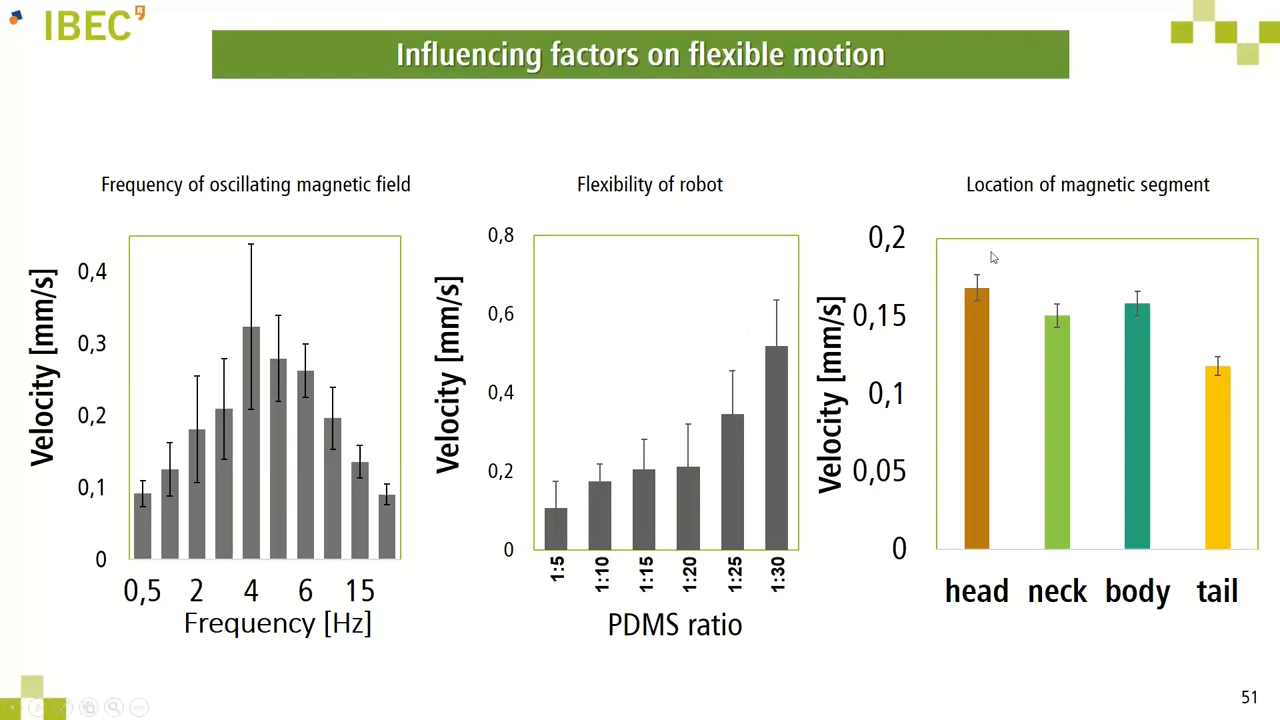 IBEC
R
Influencing factors on flexible motion
Frequency of oscillating magnetic field
Velocity [mm/s]
0,4
0,3
0,2
0,1
0
0,5 2 4 6 15
Frequency [Hz]
Flexibility of robot
Velocity [mm/s]
0,8
0,6
0,4
0,2
0
1:5 1:10 1:15 1:20 1:25 1:30
PDMS ratio
Location of magnetic segment
Velocity [mm/s]
0,2
0,15
0,1
0,05
0
head neck body tail
51